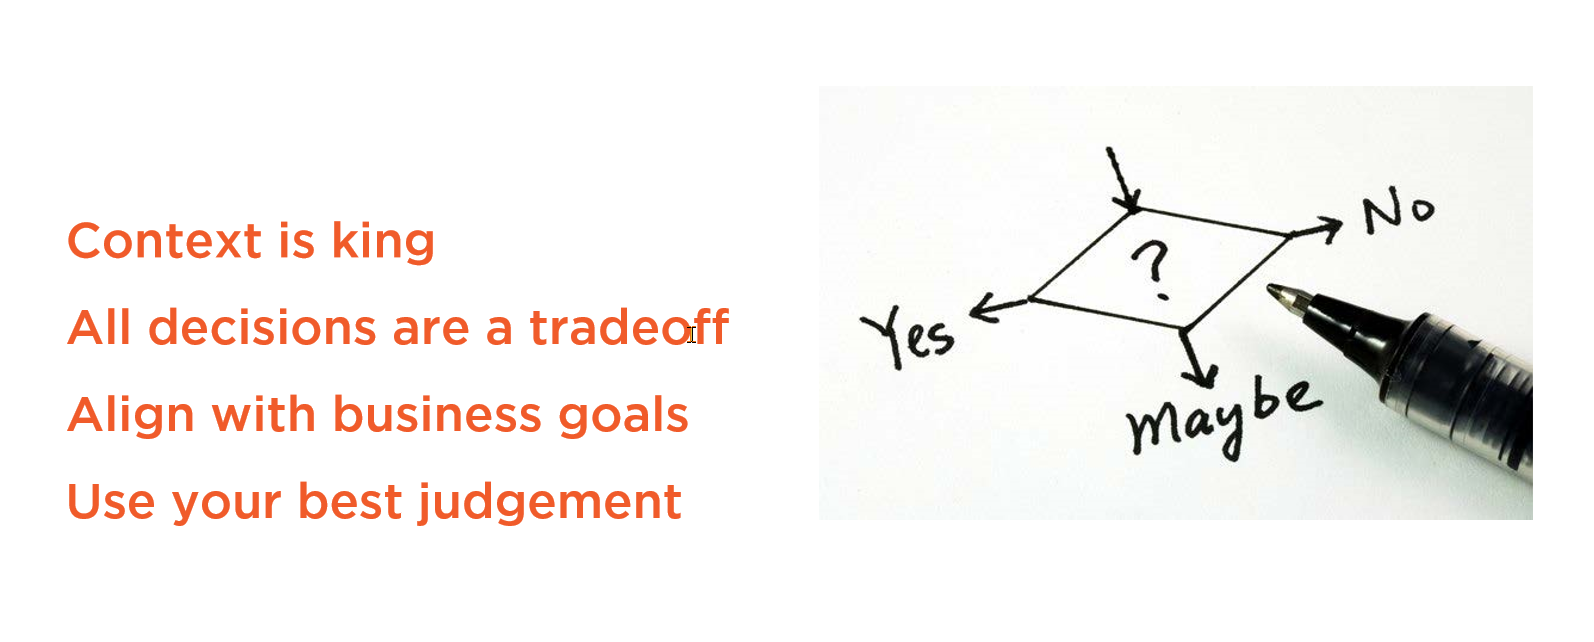 Context is king
All decisions are a tradeoff
Align with business goals
Use your best judgement
?
No
Yes
Maybe